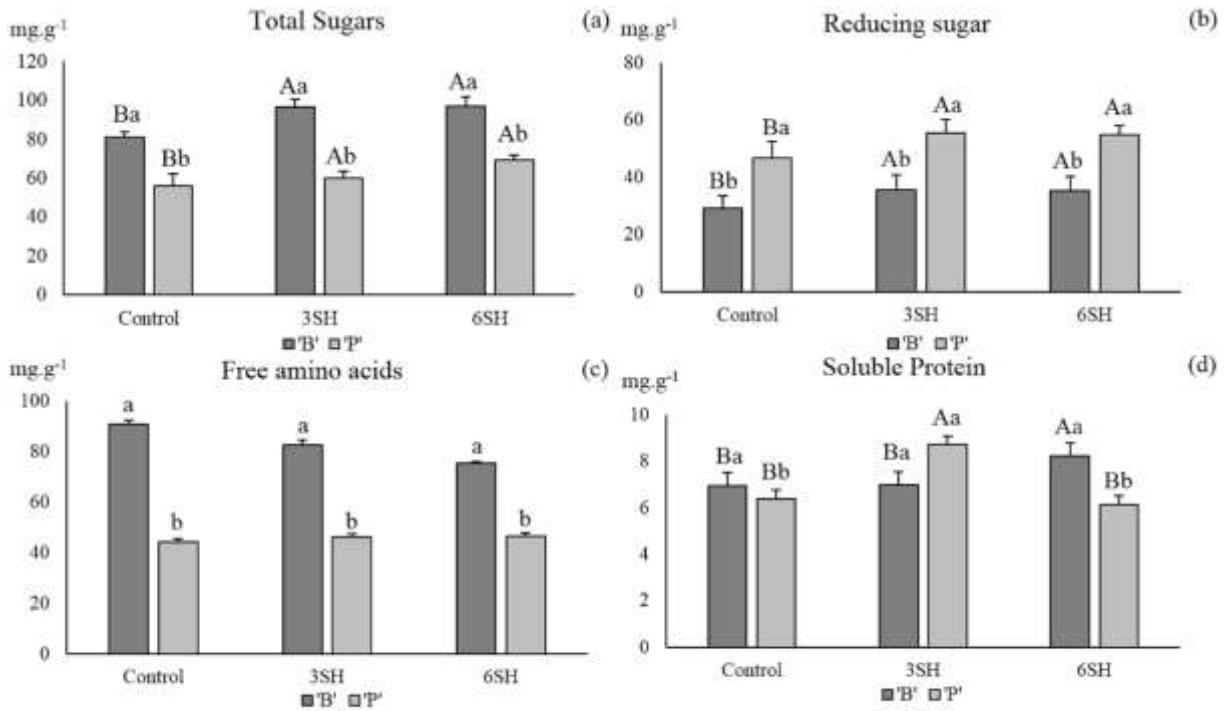 Total Sugars (a)
mg.g⁻¹
120
100
80
60
40
20
0
Ba
Bb
Aa
Ab
Aa
Ab
Control 3SH 6SH
'B' 'P'
Reducing sugar (b)
mg.g⁻¹
80
60
40
20
0
Bb
Ba
Ab
Aa
Ab
Aa
Control 3SH 6SH
'B' 'P'
Free amino acids (c)
mg.g⁻¹
100
80
60
40
20
0
a
b
a
b
a
b
Control 3SH 6SH
'B' 'P'
Soluble Protein (d)
mg.g⁻¹
10
8
6
4
2
0
Ba
Bb
Ba
Aa
Aa
Bb
Control 3SH 6SH
'B' 'P'